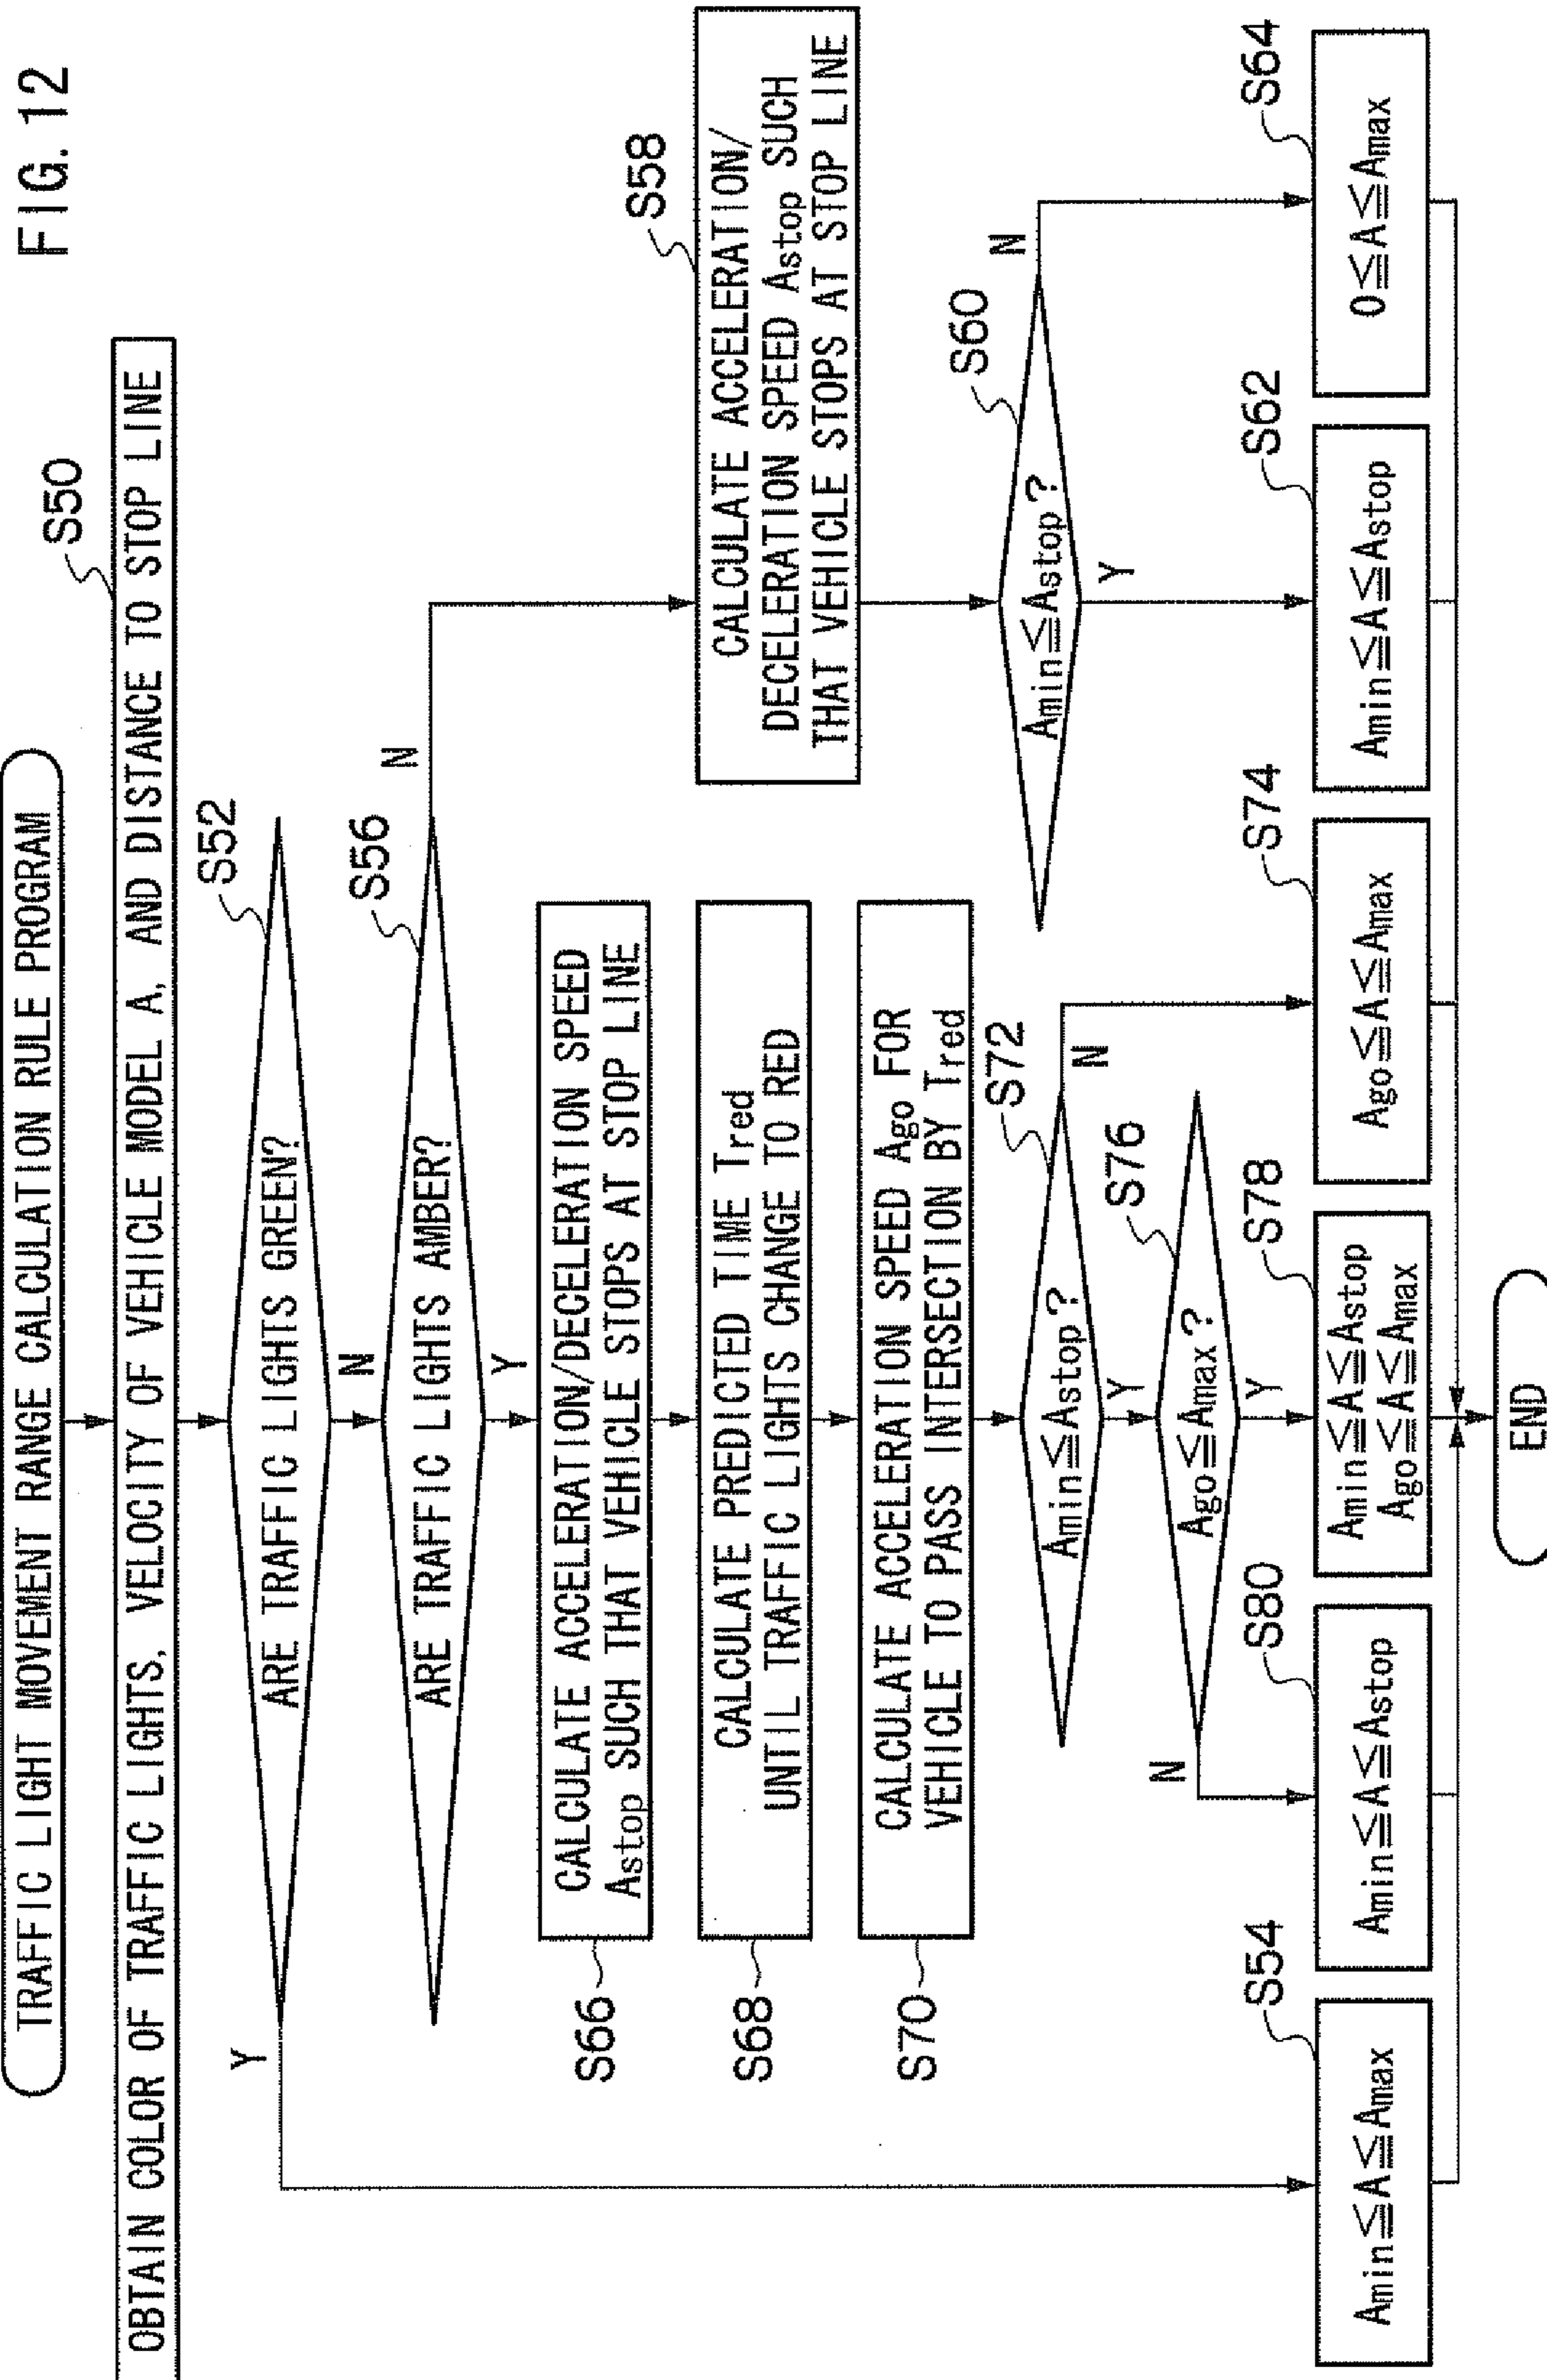 FIG. 12
TRAFFIC LIGHT MOVEMENT RANGE CALCULATION RULE PROGRAM
S50
OBTAIN COLOR OF TRAFFIC LIGHTS, VELOCITY OF VEHICLE MODEL A, AND DISTANCE TO STOP LINE
S52
ARE TRAFFIC LIGHTS GREEN?
Y
N
S56
ARE TRAFFIC LIGHTS AMBER?
N
Y
S66
CALCULATE ACCELERATION/DECELERATION SPEED
Astop SUCH THAT VEHICLE STOPS AT STOP LINE
S58
CALCULATE ACCELERATION/
DECELERATION SPEED Astop SUCH
THAT VEHICLE STOPS AT STOP LINE
S68
CALCULATE PREDICTED TIME Tred
UNTIL TRAFFIC LIGHTS CHANGE TO RED
S70
CALCULATE ACCELERATION SPEED Ago FOR
VEHICLE TO PASS INTERSECTION BY Tred
S72
Amin≦Astop?
N
Y
S60
Amin≦Astop?
N
Y
S76
Ago≦Amax?
N
Y
S54
Amin≦A≦Amax
S80
Amin≦A≦Astop
S78
Amin≦A≦Astop
Ago≦A≦Amax
S74
Ago≦A≦Amax
S62
Amin≦A≦Astop
S64
0≦A≦Amax
END